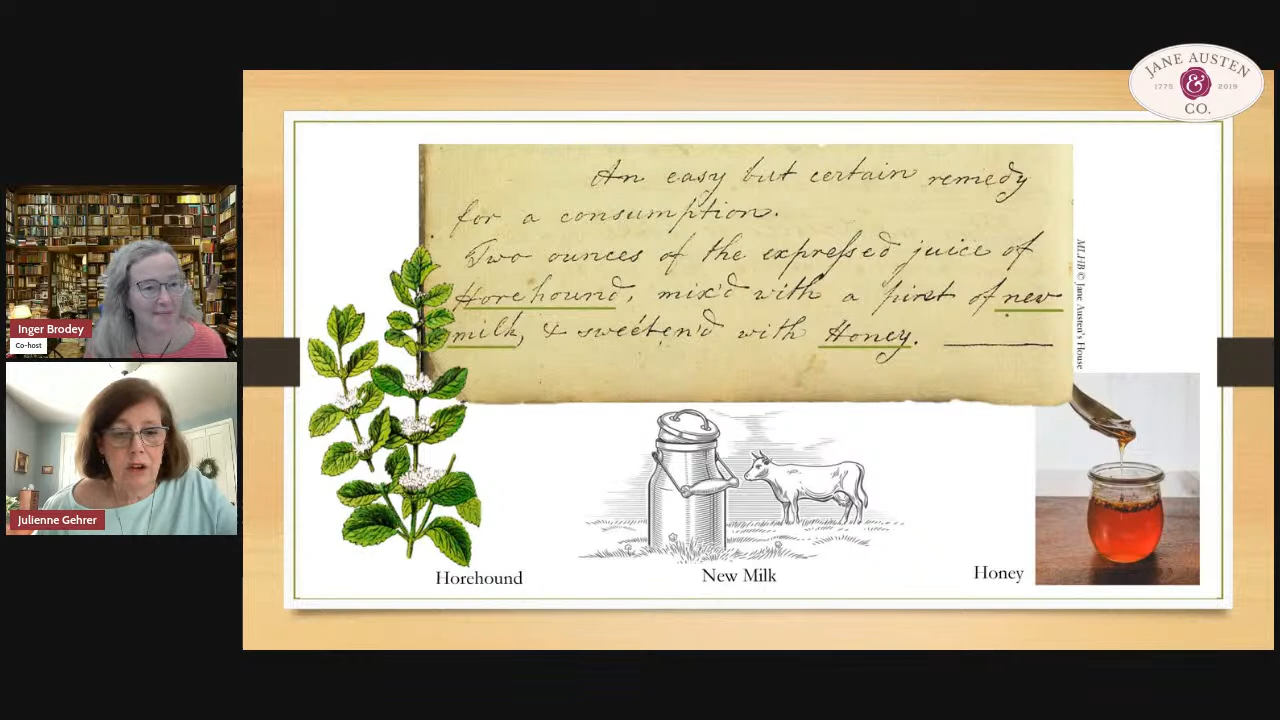 JANE AUSTEN
1775 & 2019
CO.
An easy but certain remedy
for a consumption.
Two ounces of the expreſsed juice of
Horehound, mix'd with a pint of new
milk, & sweeten'd with Honey.
MLHB © Jane Austen's House
Inger Brodey
Co-host
Julienne Gehrer
Horehound
New Milk
Honey